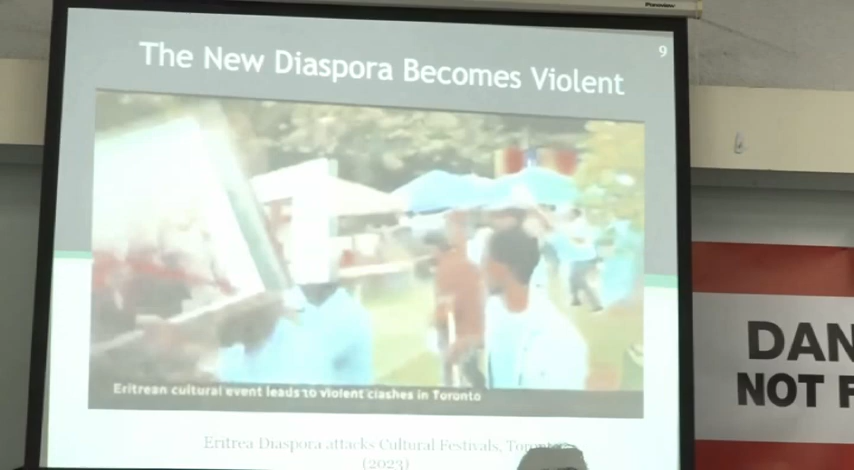 9
The New Diaspora Becomes Violent
Eritrean cultural event leads to violent clashes in Toronto
Eritrea Diaspora attacks Cultural Festivals,
(2023)
DAN
NOT F